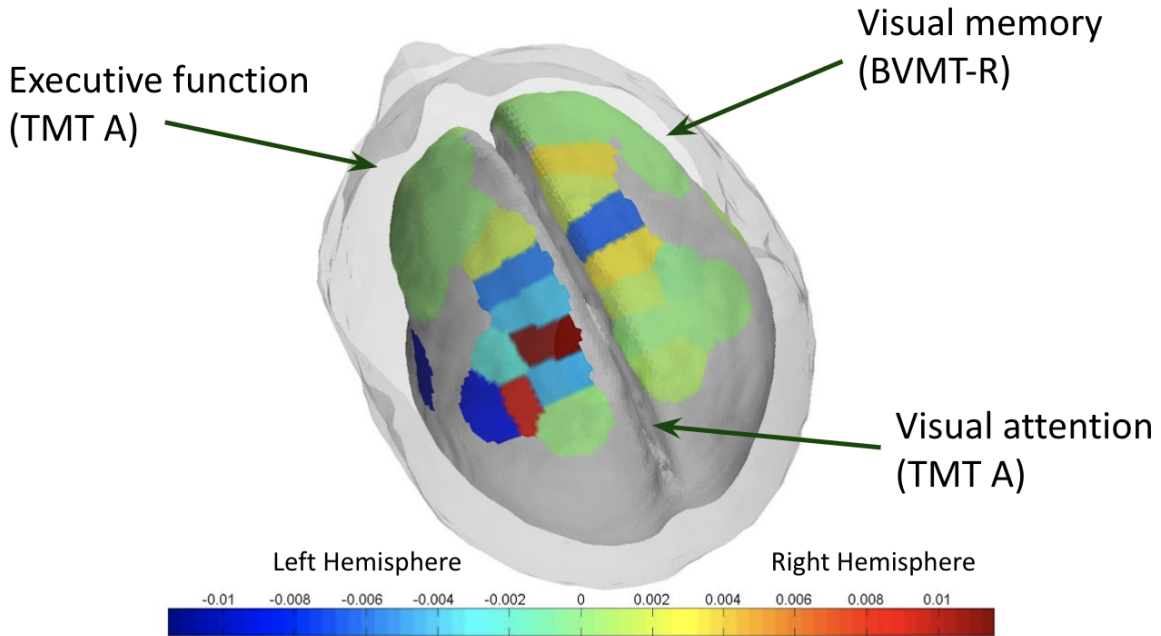 Visual memory
(BVMT-R)
Executive function
(TMT A)
Visual attention
(TMT A)
Left Hemisphere
Right Hemisphere
-0.01 -0.008 -0.006 -0.004 -0.002 0 0.002 0.004 0.006 0.008 0.01